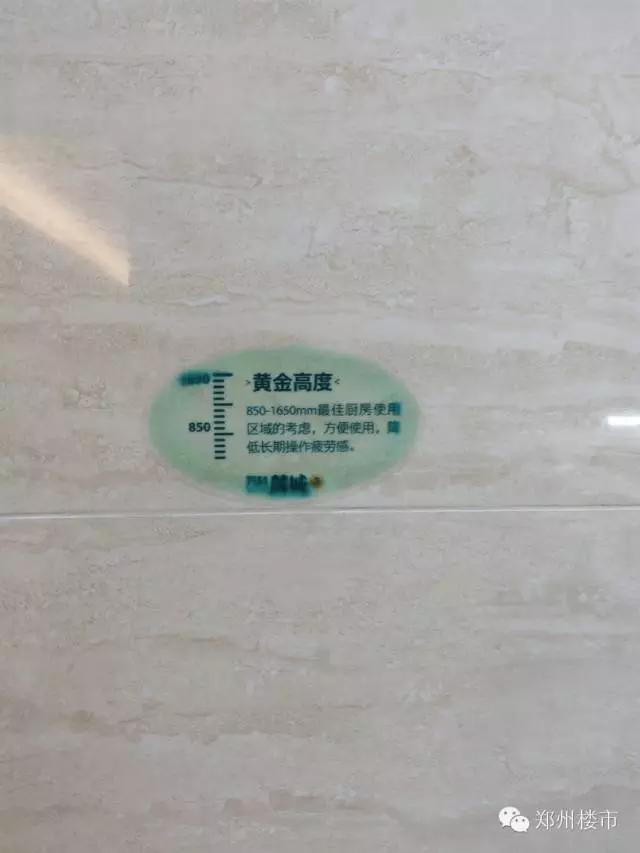 >黄金高度<
850-1650mm最佳厨房使用
850
区域的考虑，方便使用，降
低长期操作疲劳感。
郑州楼市